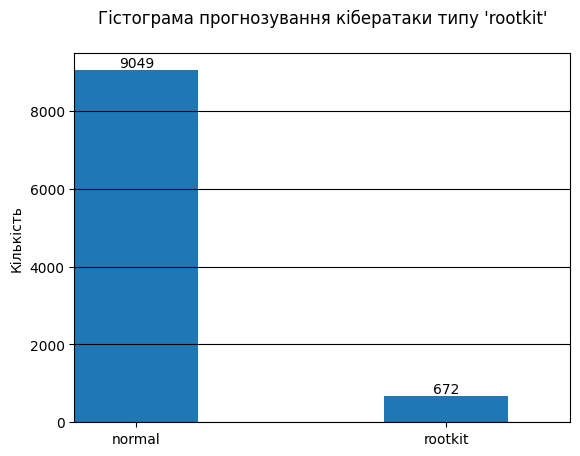 Гістограма прогнозування кібератаки типу 'rootkit'
9049
8000
6000
Кількість
4000
2000
672
0
normal
rootkit